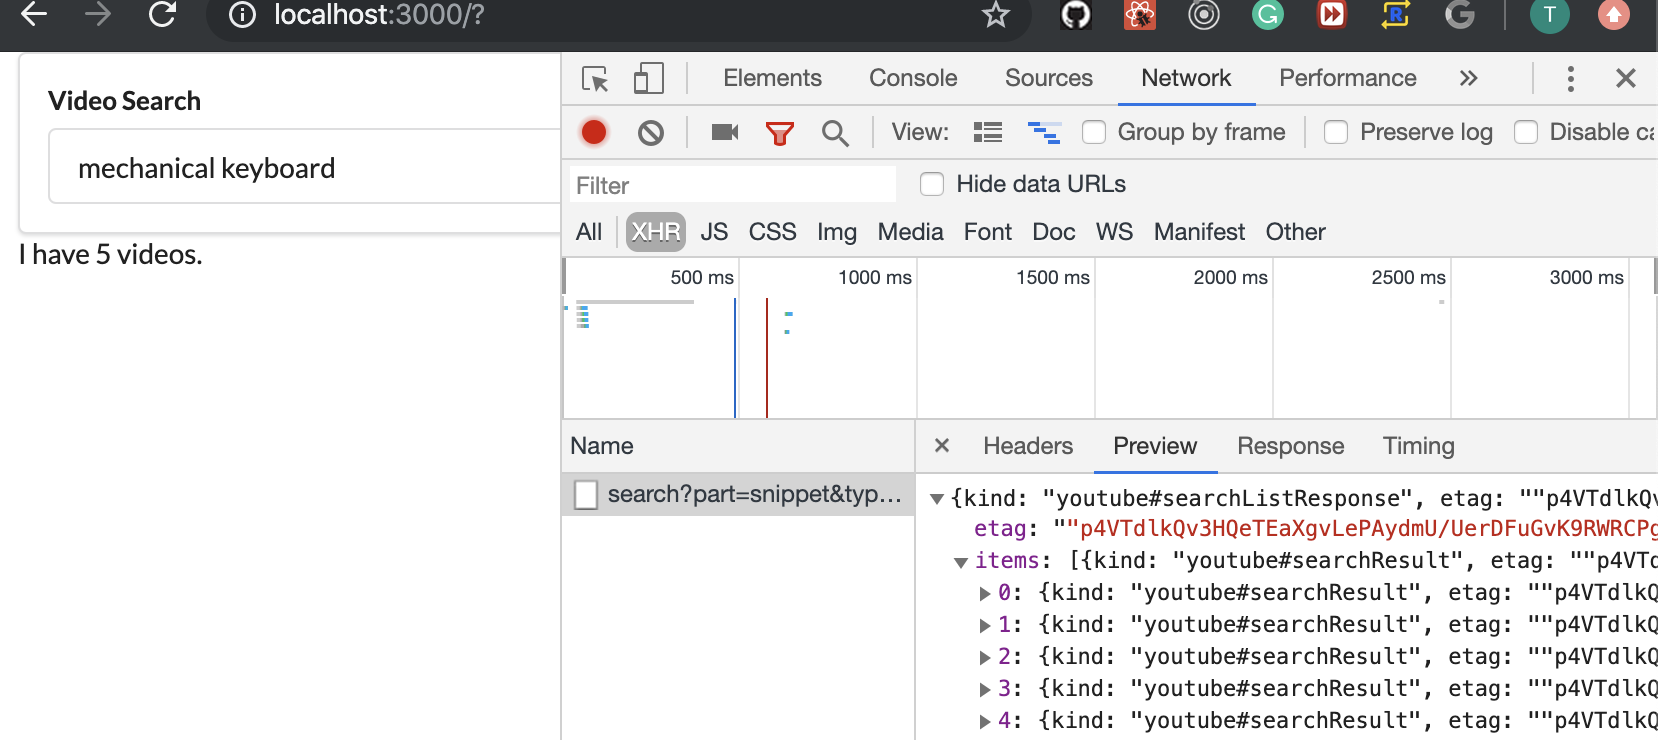 localhost:3000/?
T
Video Search
mechanical keyboard
I have 5 videos.
Elements Console Sources Network Performance
View: Group by frame Preserve log Disable ca
Filter Hide data URLs
All XHR JS CSS Img Media Font Doc WS Manifest Other
500 ms 1000 ms 1500 ms 2000 ms 2500 ms 3000 ms
Name
search?part=snippet&typ...
Headers Preview Response Timing
{kind: "youtube#searchListResponse", etag: ""p4VTdlkQv
etag: ""p4VTdlkQv3HQeTEaXgvLePAydmU/UerDFuGvK9RWRCPg
items: [{kind: "youtube#searchResult", etag: ""p4VTd
0: {kind: "youtube#searchResult", etag: ""p4VTdlkQ
1: {kind: "youtube#searchResult", etag: ""p4VTdlkQ
2: {kind: "youtube#searchResult", etag: ""p4VTdlkQ
3: {kind: "youtube#searchResult", etag: ""p4VTdlkQ
4: {kind: "youtube#searchResult", etag: ""p4VTdlkQ